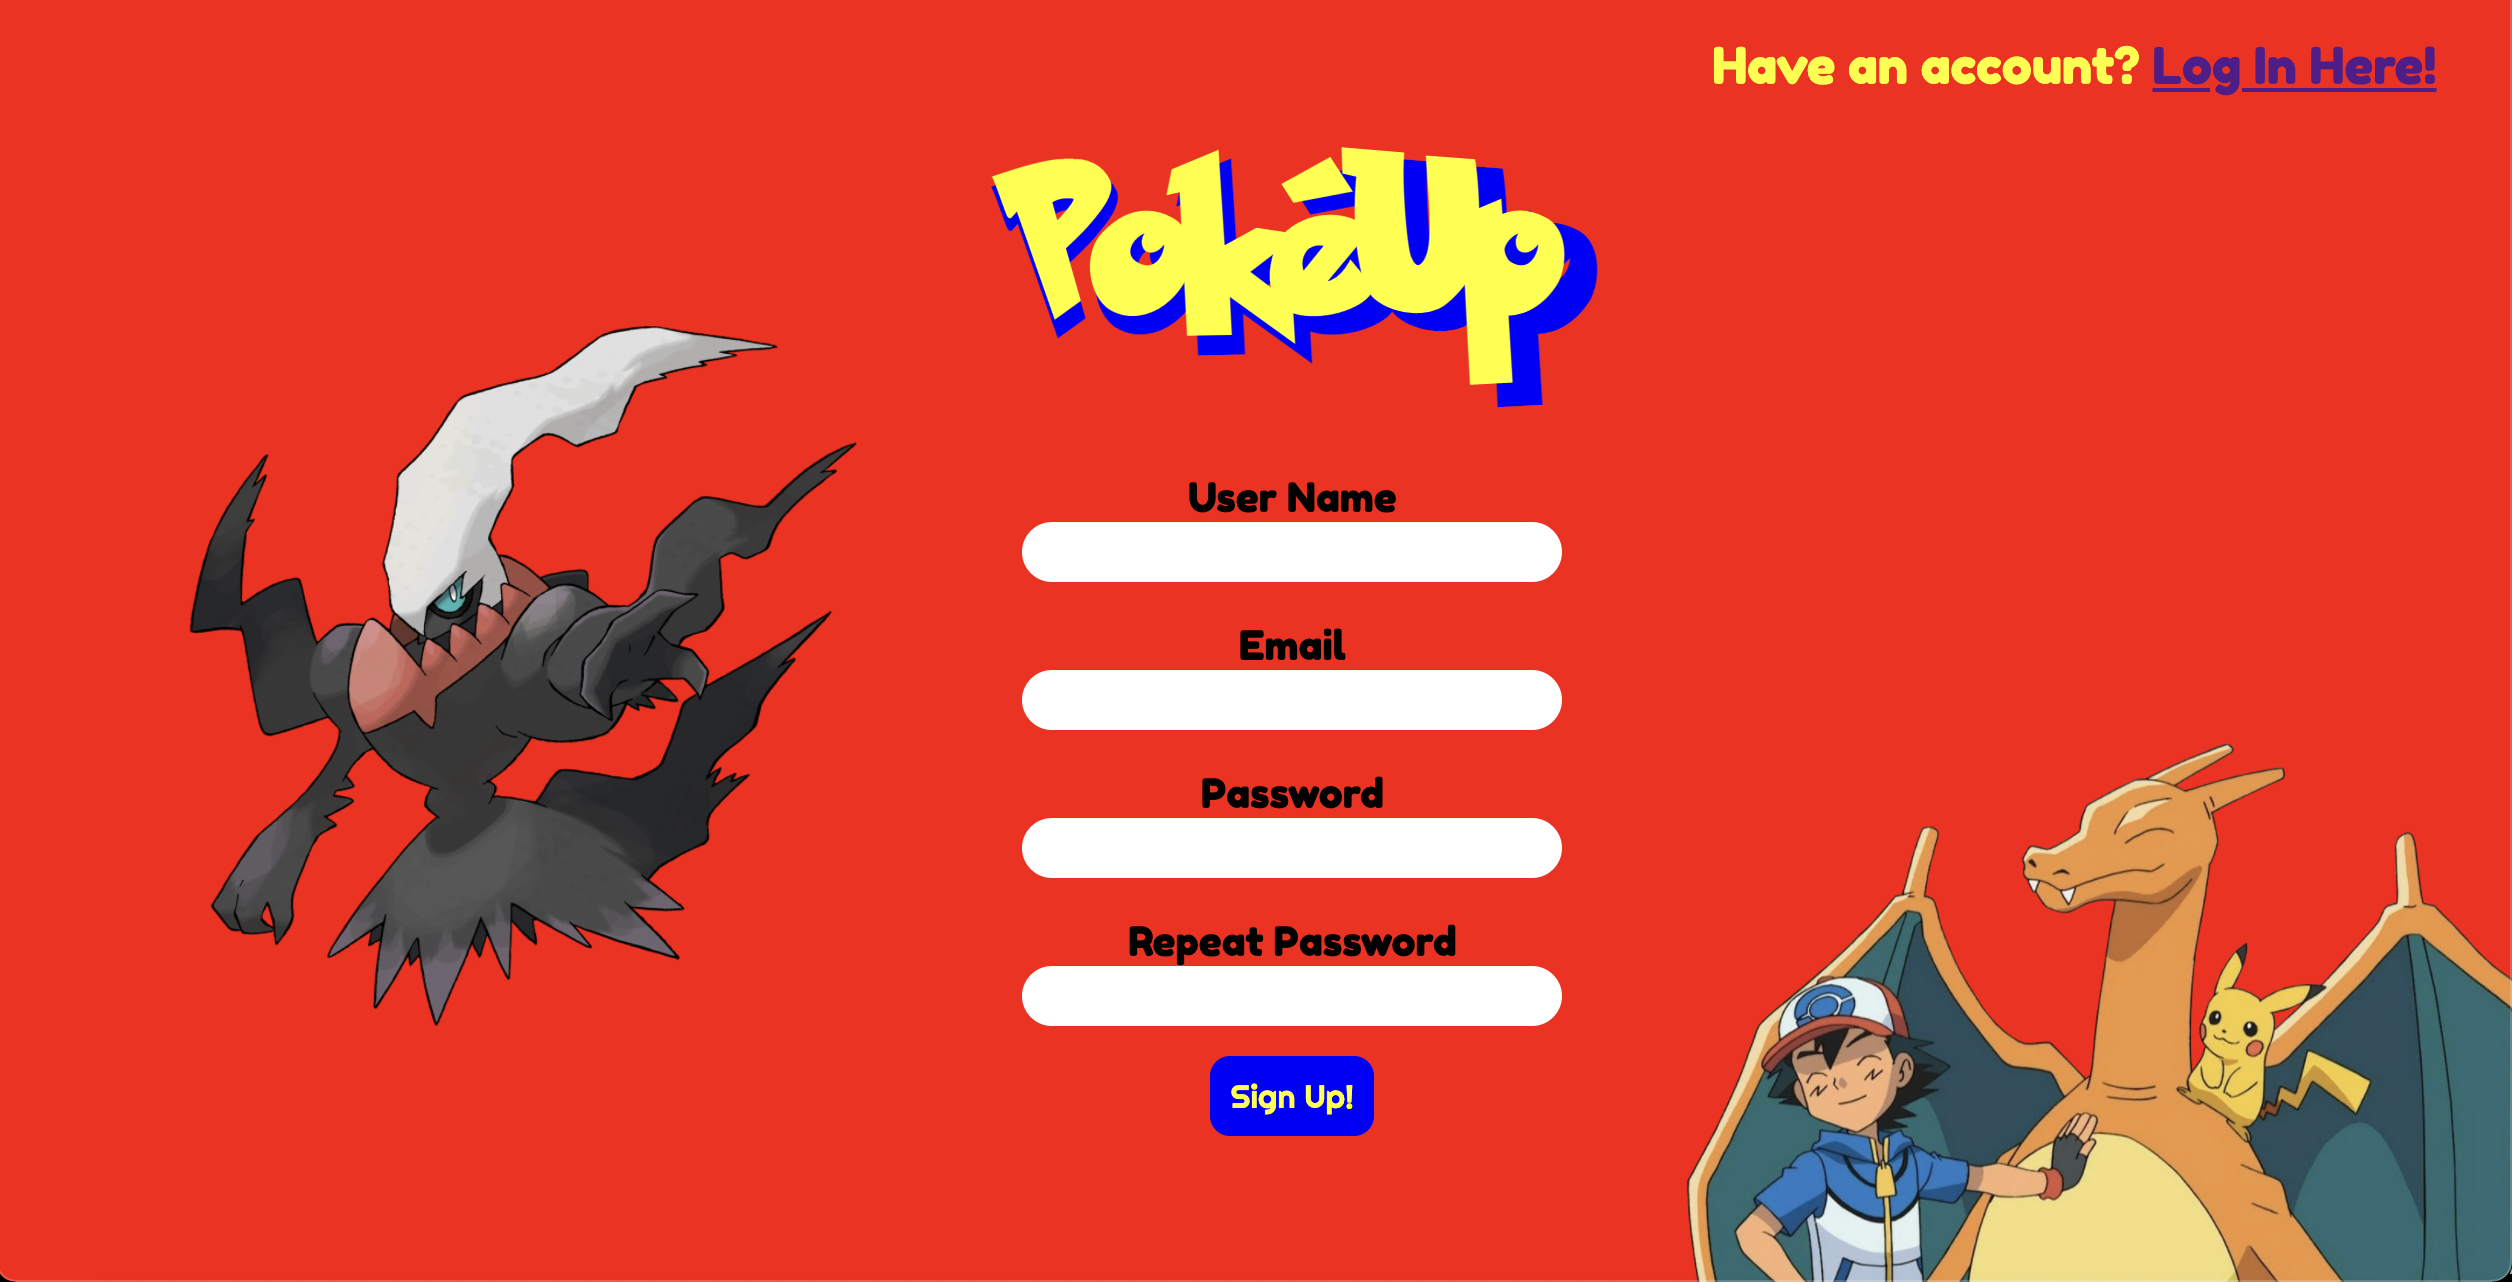 Have an account? Log In Here!
PokéUp
User Name
Email
Password
Repeat Password
Sign Up!